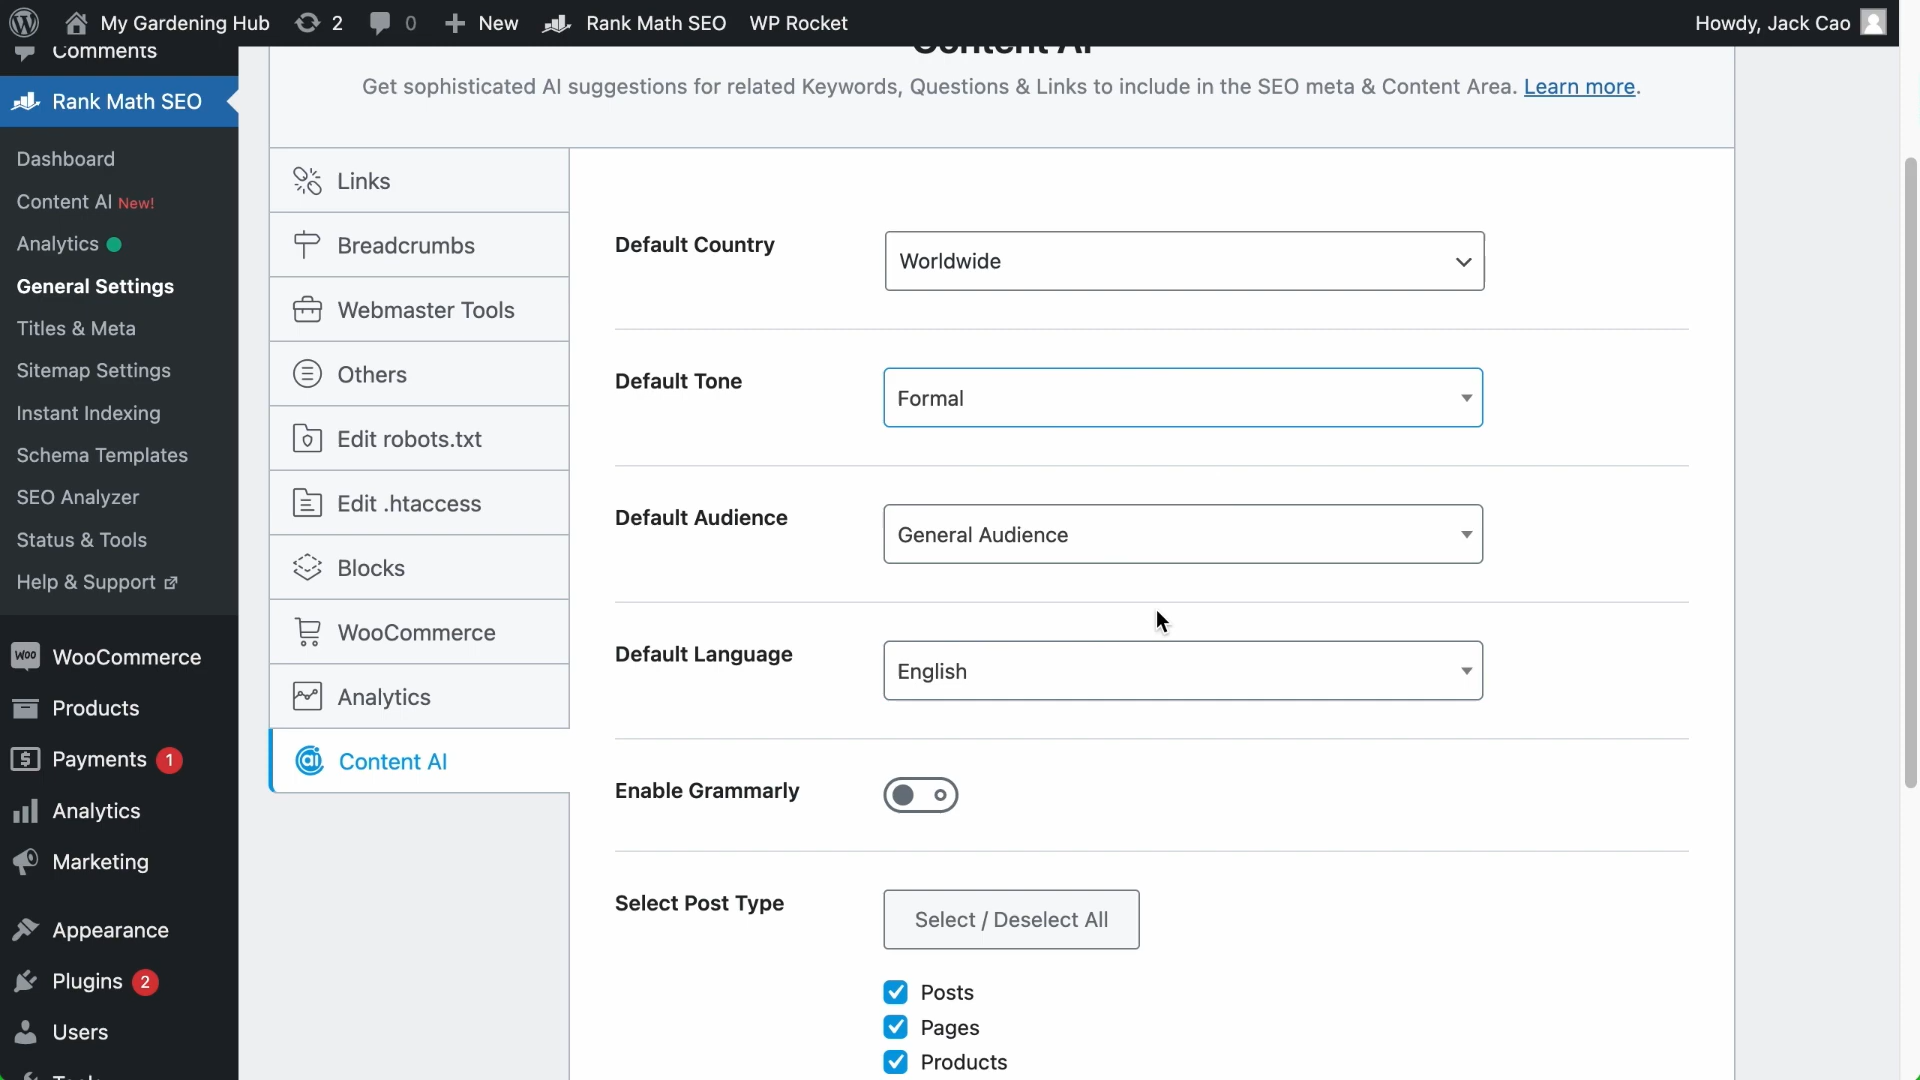 My Gardening Hub 2 0 New Rank Math SEO WP Rocket Howdy, Jack Cao
Comments
Rank Math SEO
Dashboard
Content AI New!
Analytics
General Settings
Titles & Meta
Sitemap Settings
Instant Indexing
Schema Templates
SEO Analyzer
Status & Tools
Help & Support
WooCommerce
Products
Payments 1
Analytics
Marketing
Appearance
Plugins 2
Users
Content AI
Get sophisticated AI suggestions for related Keywords, Questions & Links to include in the SEO meta & Content Area. Learn more.
Links
Breadcrumbs
Webmaster Tools
Others
Edit robots.txt
Edit .htaccess
Blocks
WooCommerce
Analytics
Content AI
Default Country
Worldwide
Default Tone
Formal
Default Audience
General Audience
Default Language
English
Enable Grammarly
Select Post Type
Select / Deselect All
Posts
Pages
Products